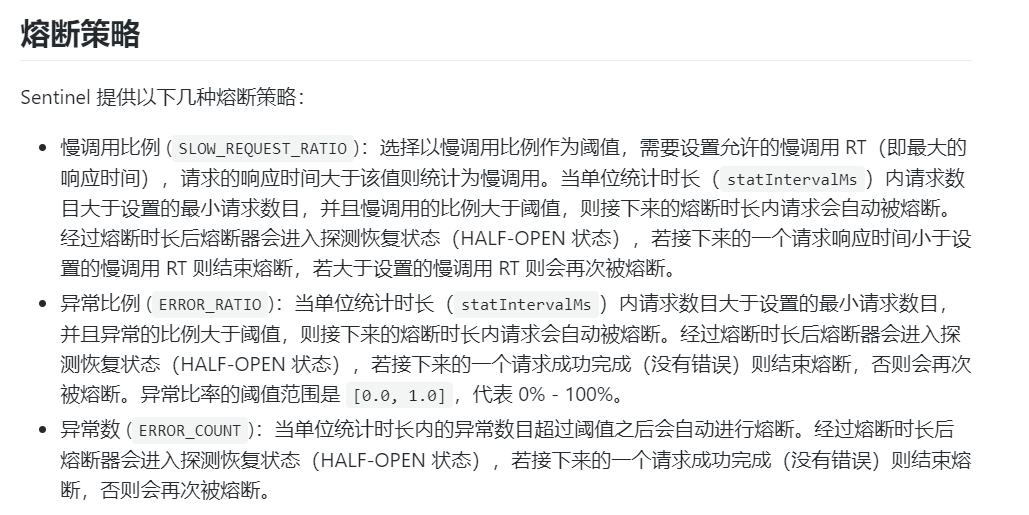 熔断策略
Sentinel 提供以下几种熔断策略：
• 慢调用比例 (SLOW_REQUEST_RATIO)：选择以慢调用比例作为阈值，需要设置允许的慢调用 RT（即最大的
响应时间），请求的响应时间大于该值则统计为慢调用。当单位统计时长（statIntervalMs）内请求数
目大于设置的最小请求数目，并且慢调用的比例大于阈值，则接下来的熔断时长内请求会自动被熔断。
经过熔断时长后熔断器会进入探测恢复状态（HALF-OPEN 状态），若接下来的一个请求响应时间小于设
置的慢调用 RT 则结束熔断，若大于设置的慢调用 RT 则会再次被熔断。
• 异常比例 (ERROR_RATIO)：当单位统计时长（statIntervalMs）内请求数目大于设置的最小请求数目，
并且异常的比例大于阈值，则接下来的熔断时长内请求会自动被熔断。经过熔断时长后熔断器会进入探
测恢复状态（HALF-OPEN 状态），若接下来的一个请求成功完成（没有错误）则结束熔断，否则会再次
被熔断。异常比率的阈值范围是 [0.0, 1.0]，代表 0% - 100%。
• 异常数 (ERROR_COUNT)：当单位统计时长内的异常数目超过阈值之后会自动进行熔断。经过熔断时长后
熔断器会进入探测恢复状态（HALF-OPEN 状态），若接下来的一个请求成功完成（没有错误）则结束熔
断，否则会再次被熔断。